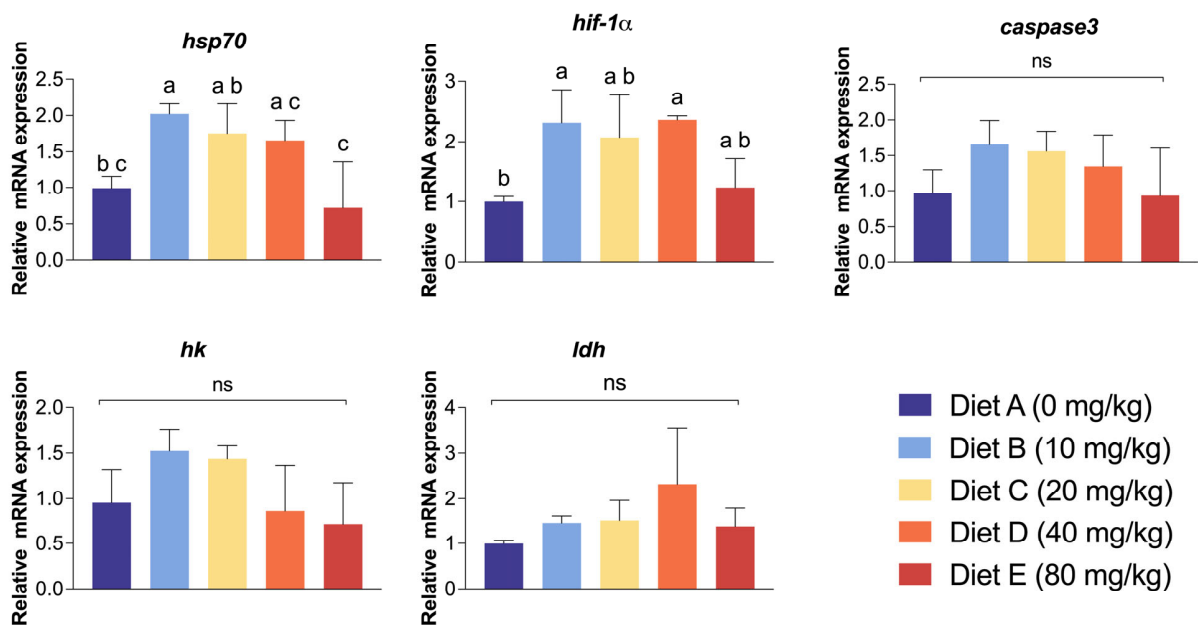 hsp70
Relative mRNA expression
2.5
2.0
1.5
1.0
0.5
0.0
b c
a
a b
a c
c
hif-1α
Relative mRNA expression
3
2
1
0
b
a
a b
a
a b
caspase3
Relative mRNA expression
2.5
2.0
1.5
1.0
0.5
0.0
ns
hk
Relative mRNA expression
2.0
1.5
1.0
0.5
0.0
ns
ldh
Relative mRNA expression
4
3
2
1
0
ns
Diet A (0 mg/kg)
Diet B (10 mg/kg)
Diet C (20 mg/kg)
Diet D (40 mg/kg)
Diet E (80 mg/kg)